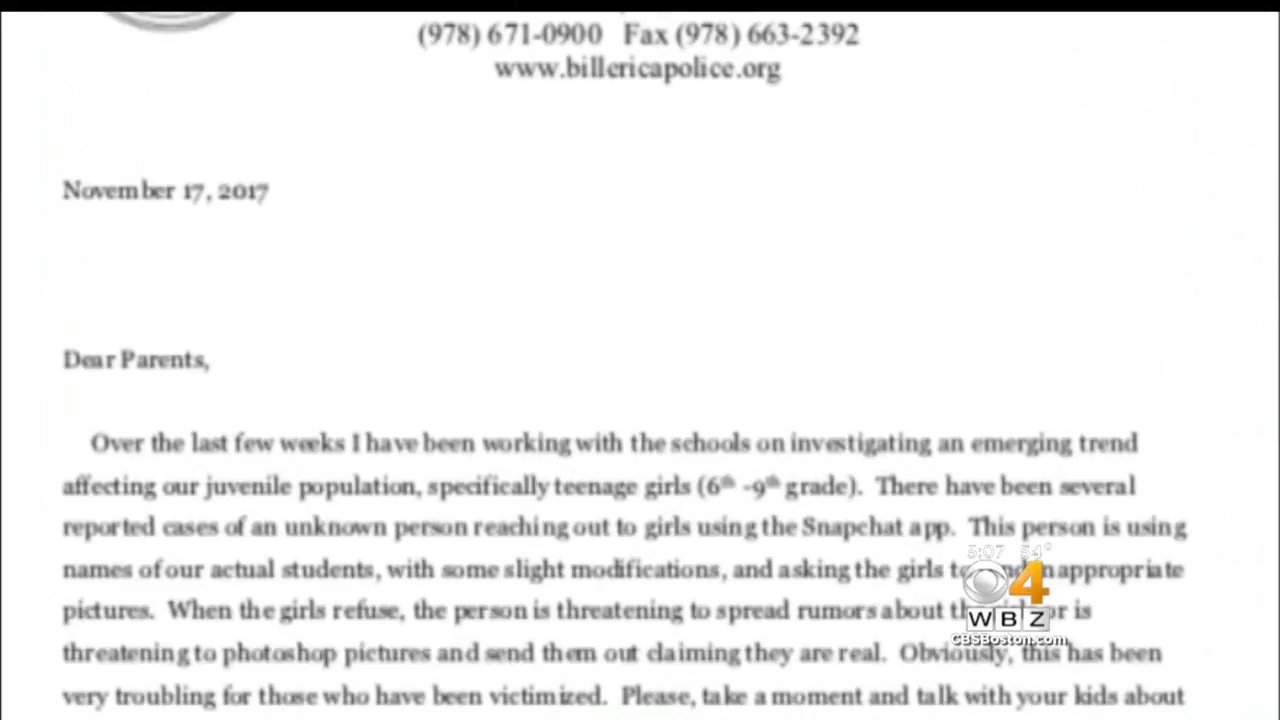 (978) 671-0900 Fax (978) 663-2392
www.billericapolice.org
November 17, 2017
Dear Parents,
Over the last few weeks I have been working with the schools on investigating an emerging trend
affecting our juvenile population, specifically teenage girls (6th -9th grade). There have been several
reported cases of an unknown person reaching out to girls using the Snapchat app. This person is using
names of our actual students, with some slight modifications, and asking the girls to inappropriate
pictures. When the girls refuse, the person is threatening to spread rumors about or is
threatening to photoshop pictures and send them out claiming they are real. Obviously, this has been
very troubling for those who have been victimized. Please, take a moment and talk with your kids about
5:07 54°
4
WBZ
CBSBoston.com